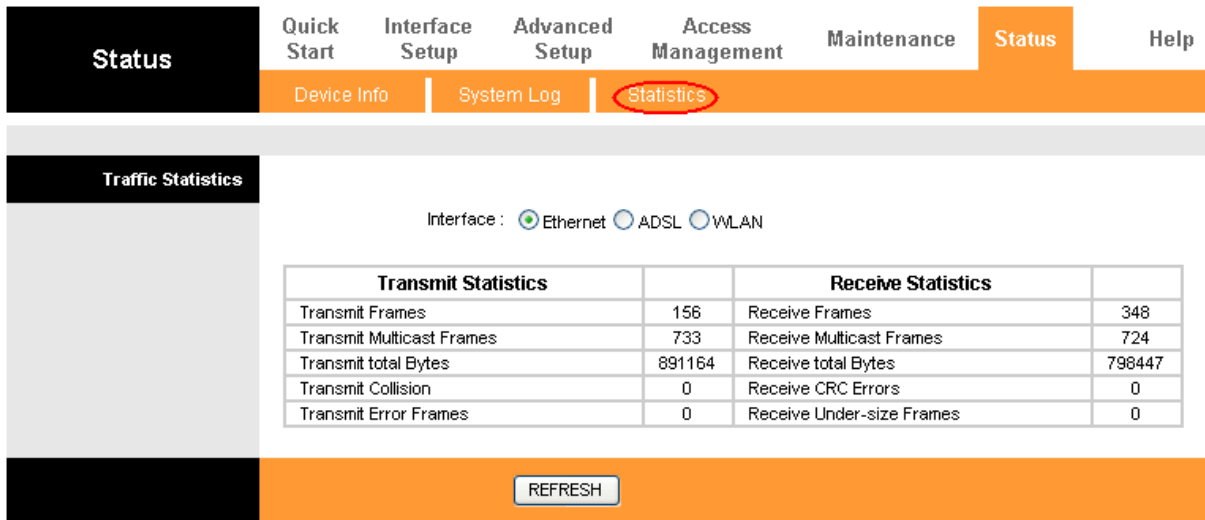 Status
Quick Start
Interface Setup
Advanced Setup
Access Management
Maintenance
Status
Help
Device Info
System Log
Statistics
Traffic Statistics
Interface : Ethernet ADSL WLAN
Transmit Statistics Receive Statistics
Transmit Frames 156 Receive Frames 348
Transmit Multicast Frames 733 Receive Multicast Frames 724
Transmit total Bytes 891164 Receive total Bytes 798447
Transmit Collision 0 Receive CRC Errors 0
Transmit Error Frames 0 Receive Under-size Frames 0
REFRESH